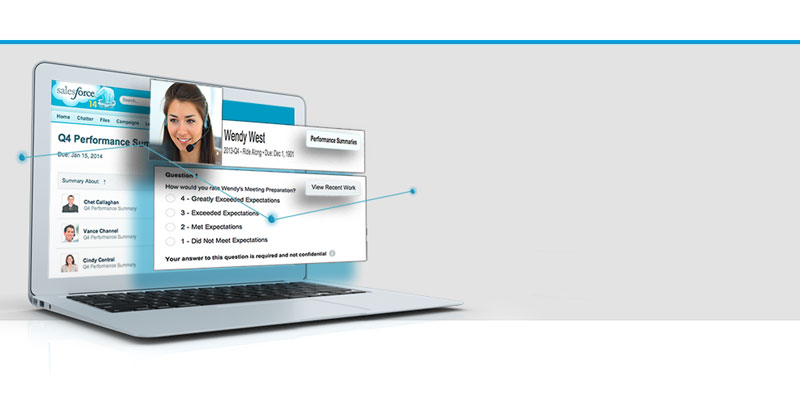 salesforce
14
Search...
Home Chatter Files Campaigns
Q4 Performance
Due: Jan 15, 2014
Summary About: ↑
Chet Callaghan
Q4 Performance Summary
Vance Channel
Q4 Performance Summary
Cindy Central
Q4 Performance Summary
Wendy West
2013-Q4 - Ride Along • Due: Dec 1, 1901
Performance Summaries
Question ↑
How would you rate Wendy's Meeting Preparation?
View Recent Work
4 - Greatly Exceeded Expectations
3 - Exceeded Expectations
2 - Met Expectations
1 - Did Not Meet Expectations
Your answer to this question is required and not confidential